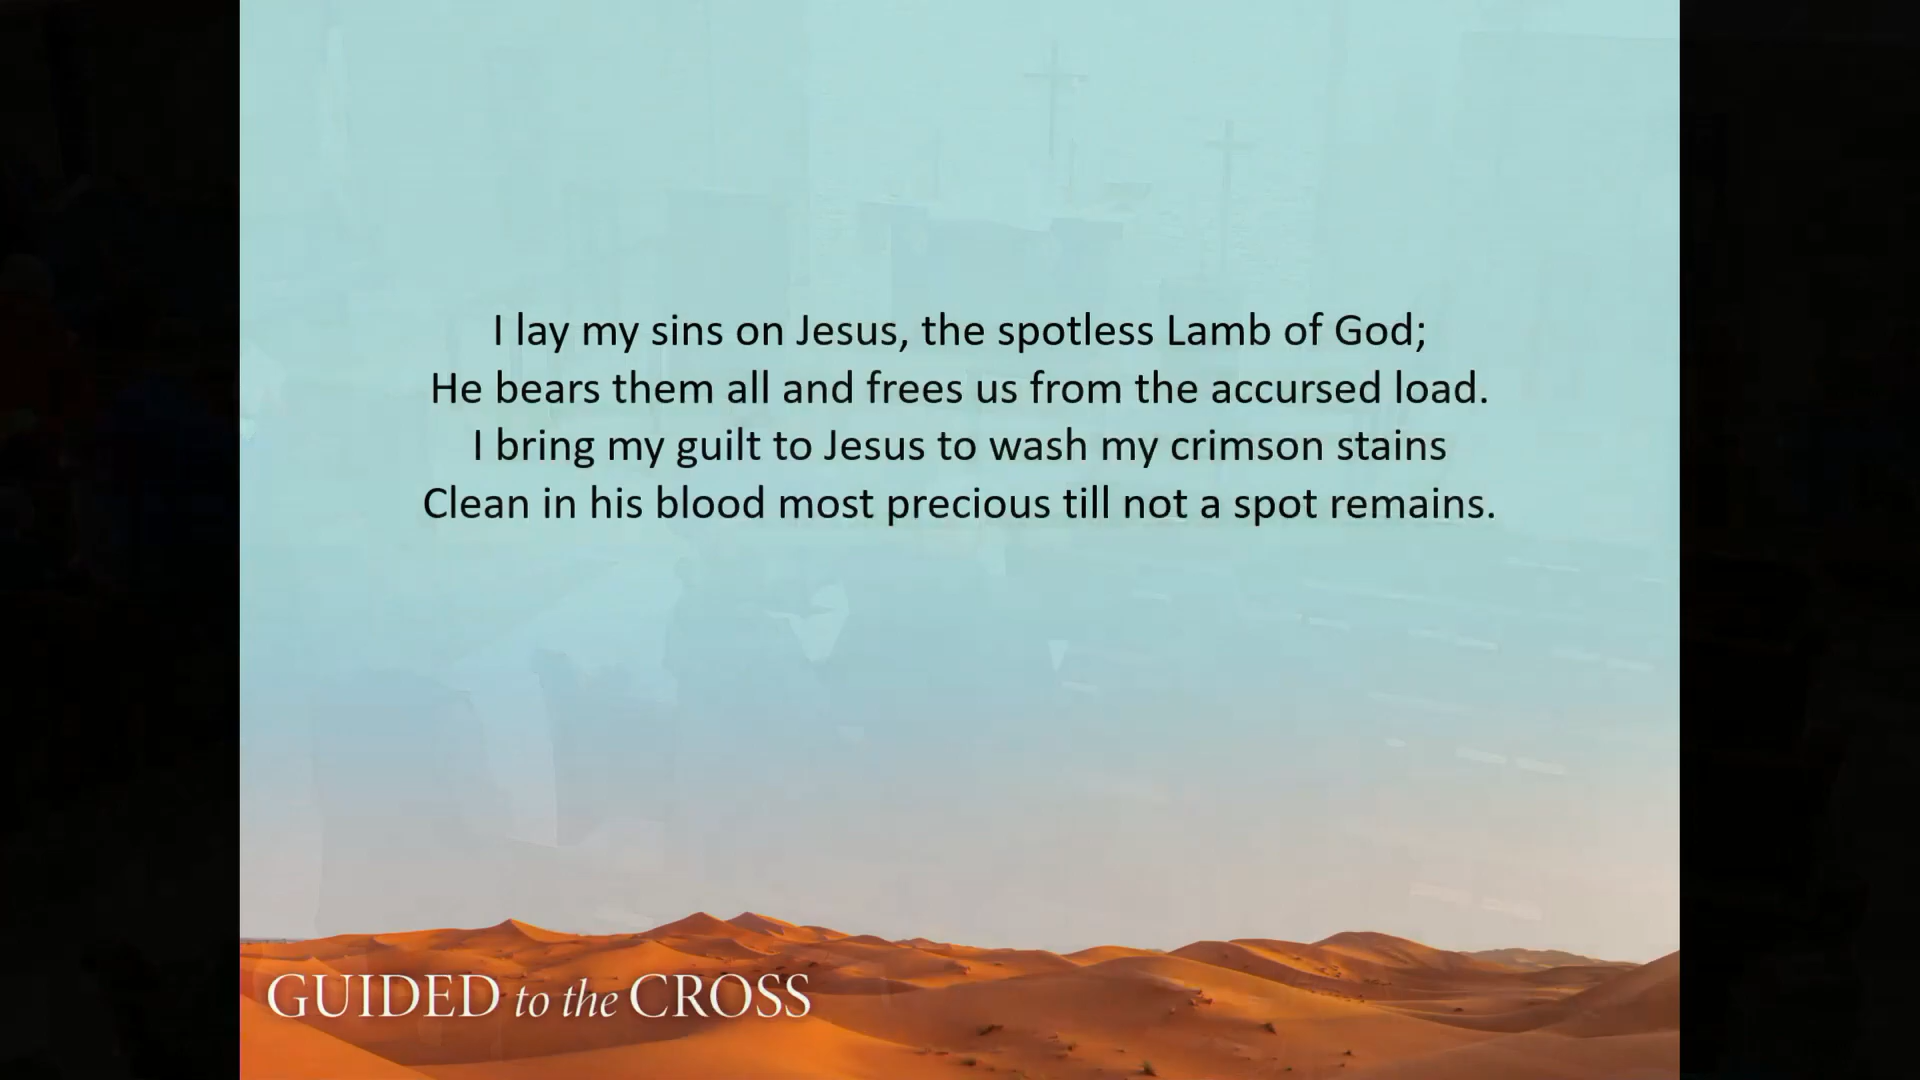 I lay my sins on Jesus, the spotless Lamb of God;
He bears them all and frees us from the accursed load.
I bring my guilt to Jesus to wash my crimson stains
Clean in his blood most precious till not a spot remains.
GUIDED to the CROSS